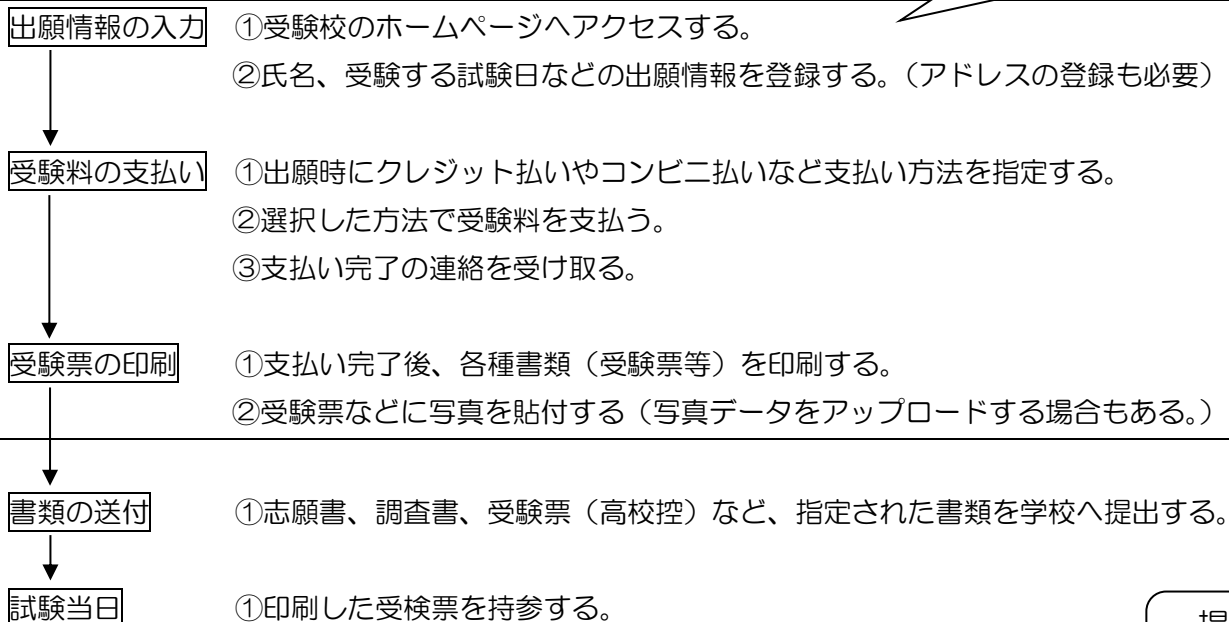 出願情報の入力 ①受験校のホームページへアクセスする。
②氏名、受験する試験日などの出願情報を登録する。（アドレスの登録も必要）
受験料の支払い ①出願時にクレジット払いやコンビニ払いなど支払い方法を指定する。
②選択した方法で受験料を支払う。
③支払い完了の連絡を受け取る。
受験票の印刷 ①支払い完了後、各種書類（受験票等）を印刷する。
②受験票などに写真を貼付する（写真データをアップロードする場合もある。）
書類の送付 ①志願書、調査書、受験票（高校控）など、指定された書類を学校へ提出する。
試験当日 ①印刷した受検票を持参する。